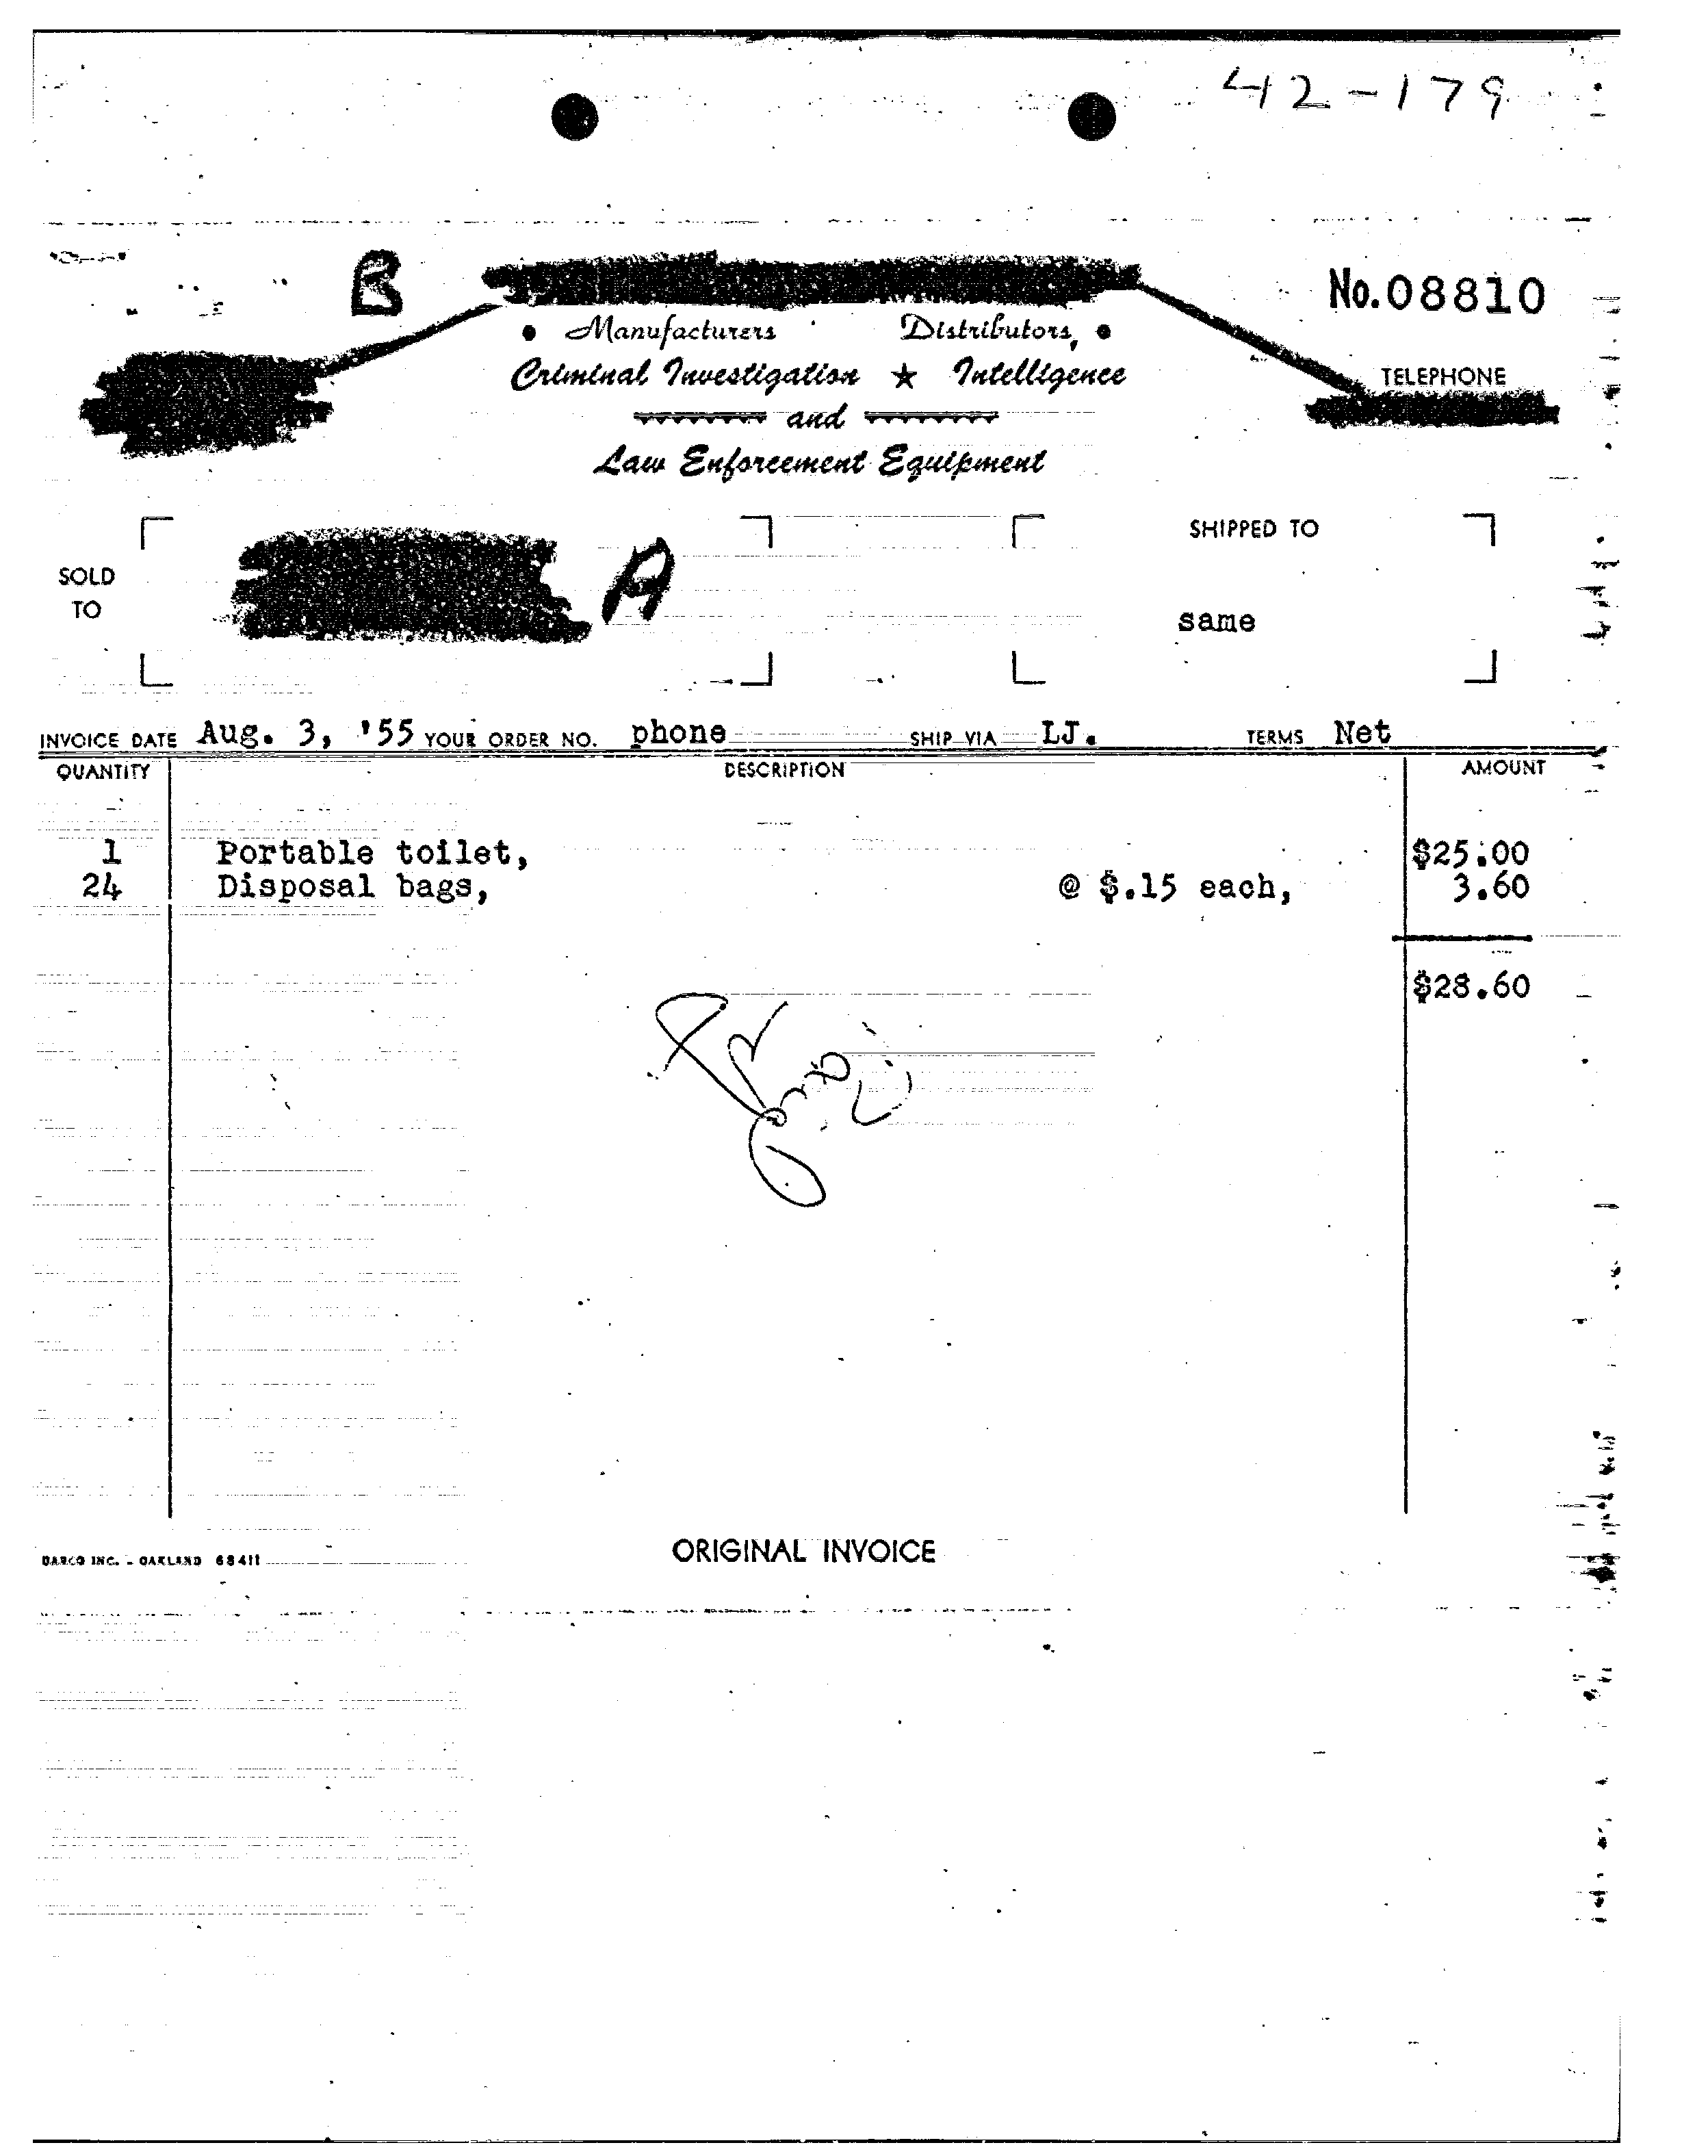 42-179
B
No.08810
• Manufacturers Distributors, •
Criminal Investigation ★ Intelligence
TELEPHONE
and
Law Enforcement Equipment
SHIPPED TO
SOLD
TO
A
same
INVOICE DATE Aug. 3, '55 YOUR ORDER NO. phone SHIP VIA LJ. TERMS Net
QUANTITY DESCRIPTION AMOUNT
1 Portable toilet, $25.00
24 Disposal bags, @ $.15 each, 3.60
$28.60
ORIGINAL INVOICE
DARCO INC. - OAKLAND 68411